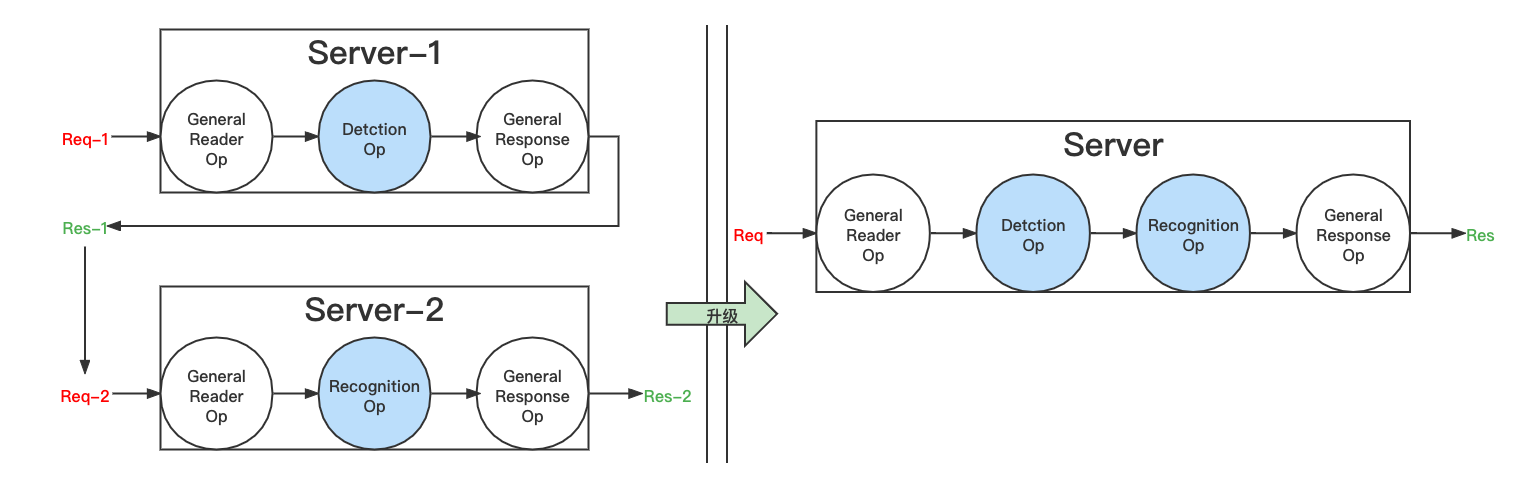 Server-1
Req-1
General
Reader
Op
Detction
Op
General
Response
Op
Res-1
Server-2
Req-2
General
Reader
Op
Recognition
Op
General
Response
Op
Res-2
升级
Server
Req
General
Reader
Op
Detction
Op
Recognition
Op
General
Response
Op
Res